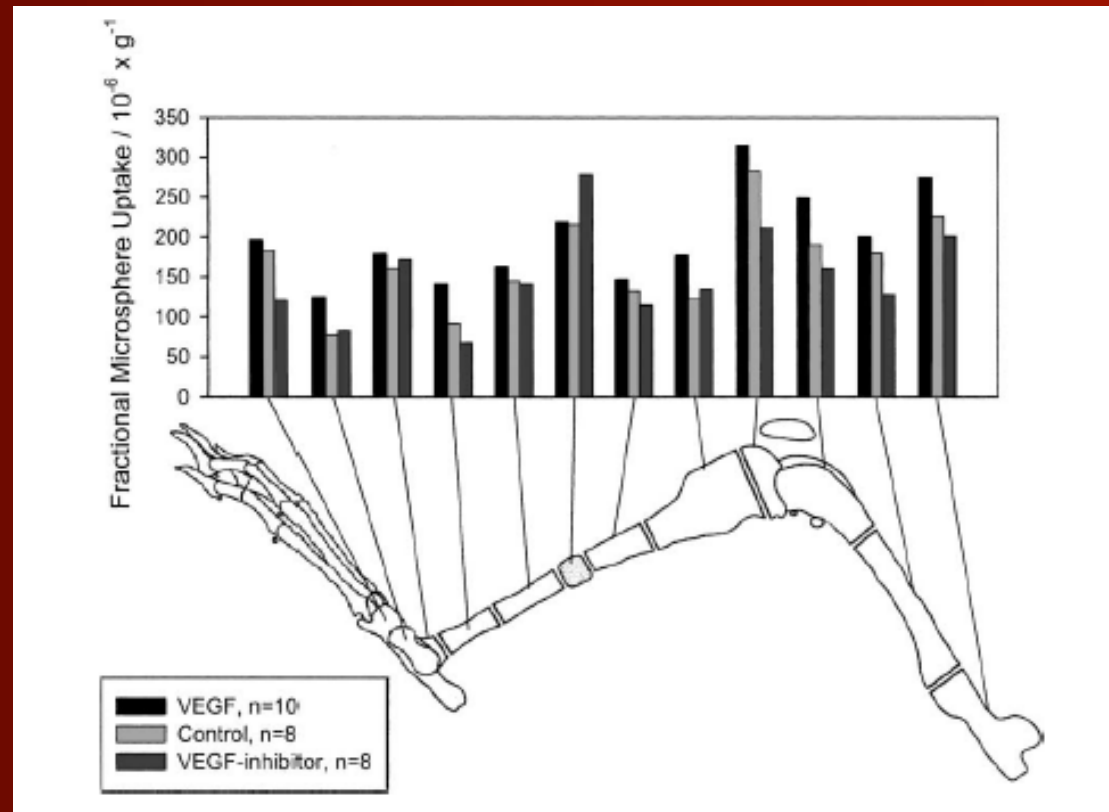 Fractional Microsphere Uptake / 10⁻⁶ x g⁻¹
350
300
250
200
150
100
50
0
VEGF, n=10
Control, n=8
VEGF-inhibitor, n=8